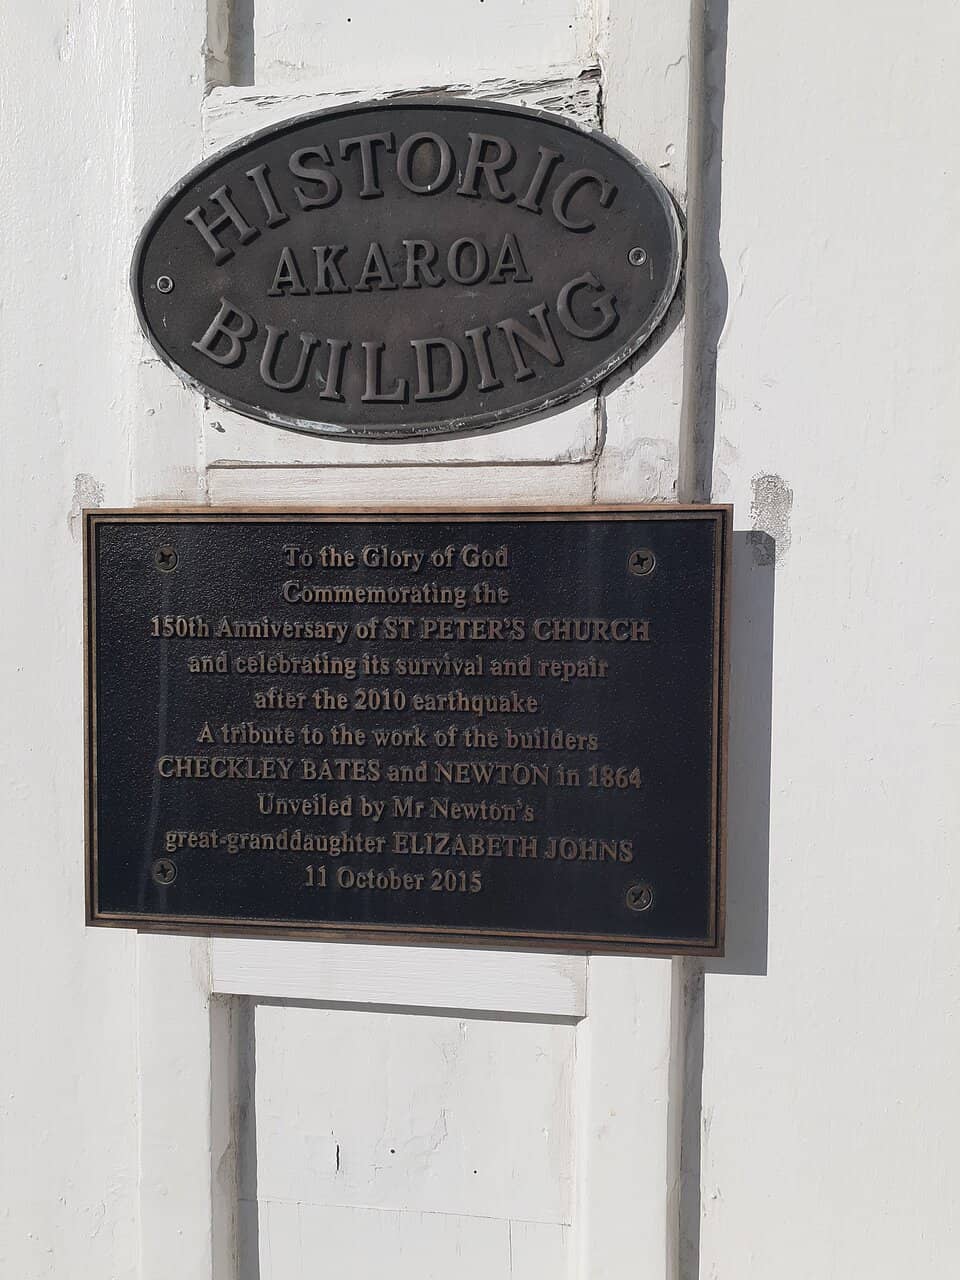 HISTORIC
AKAROA
BUILDING
To the Glory of God
Commemorating the
150th Anniversary of ST PETER'S CHURCH
and celebrating its survival and repair
after the 2010 earthquake
A tribute to the work of the builders
CHECKLEY BATES and NEWTON in 1864
Unveiled by Mr Newton's
great-granddaughter ELIZABETH JOHNS
11 October 2015